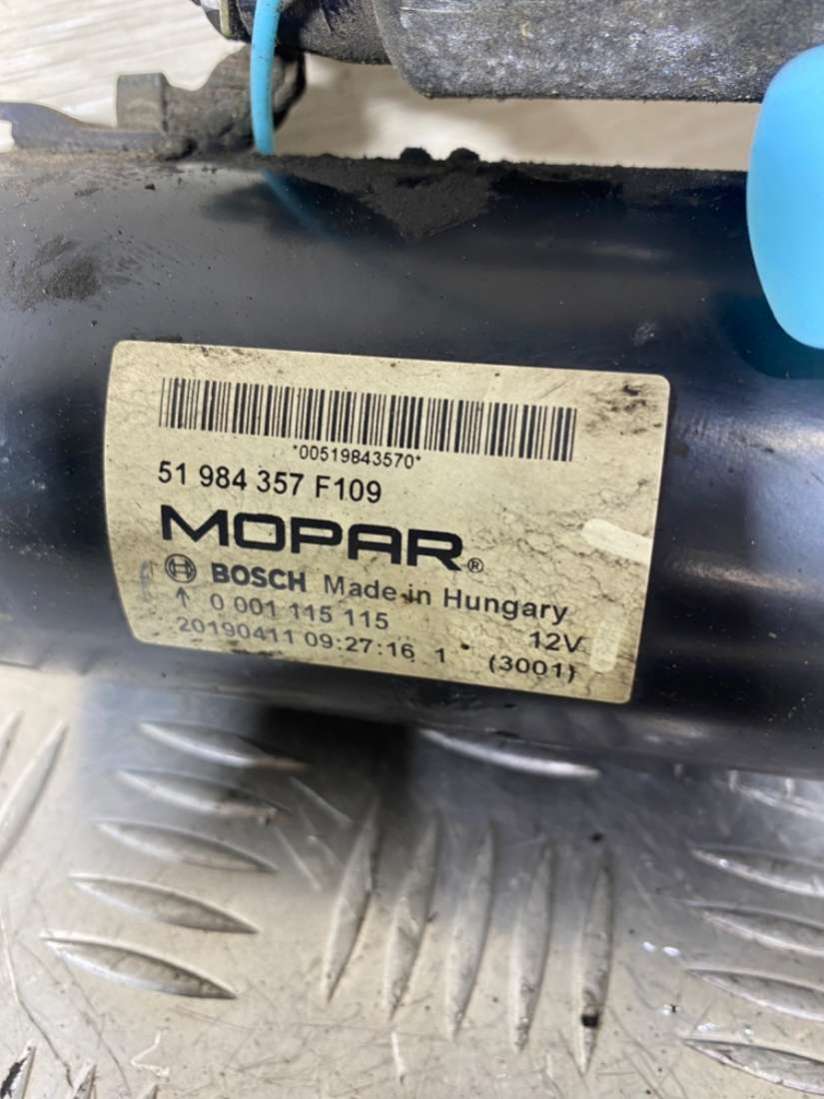 *00519843570*
51 984 357 F109
MOPAR®
BOSCH Made in Hungary
0 001 115 115 12V
20190411 09:27:16 1 (3001)